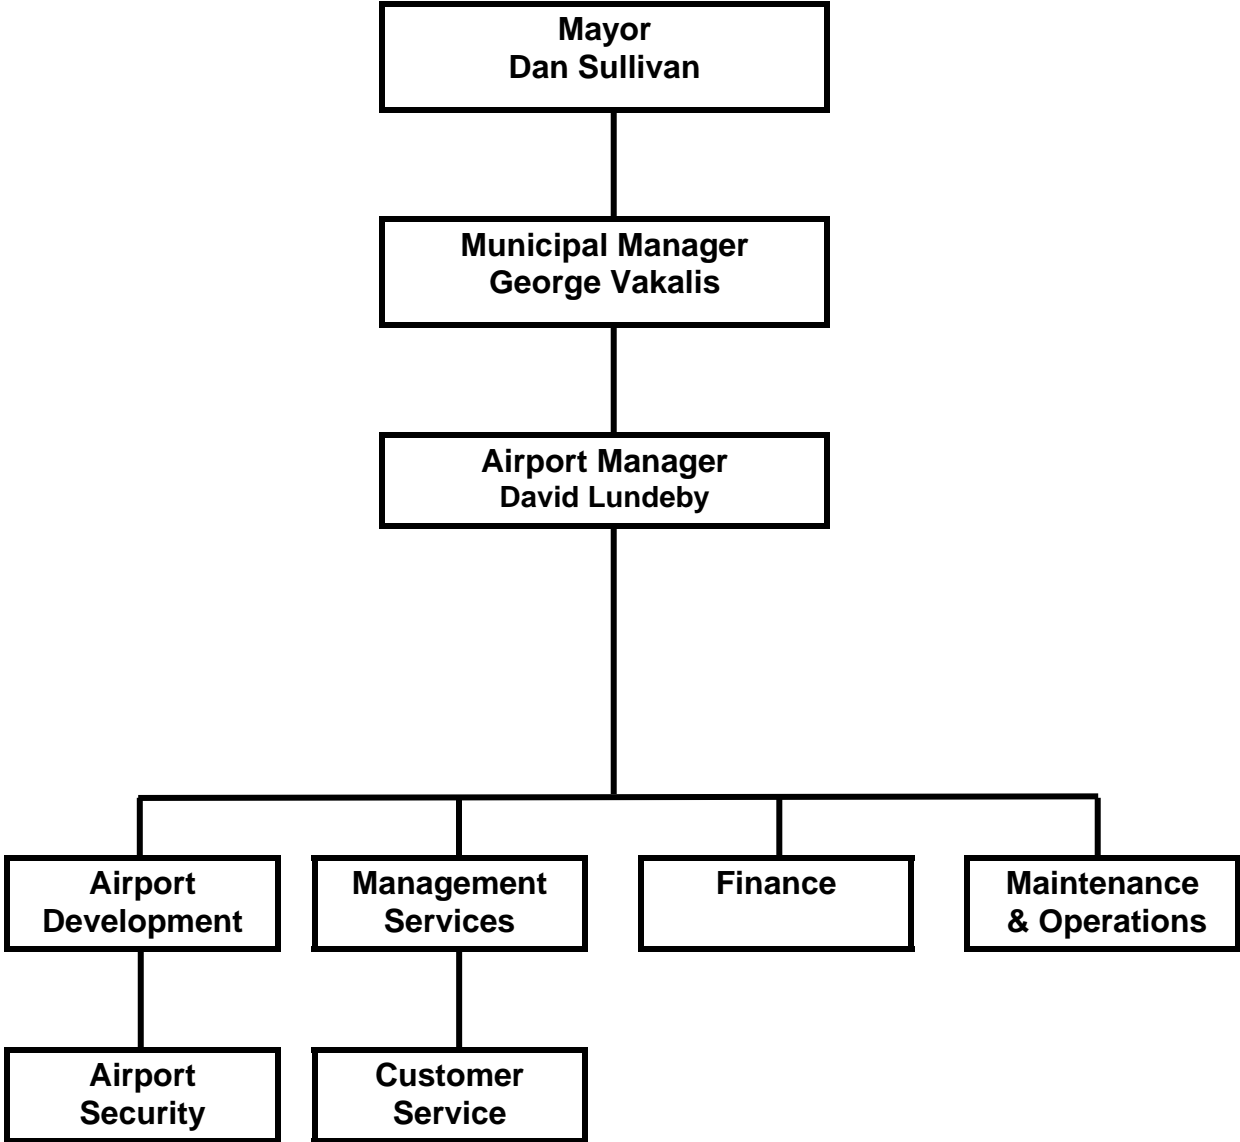 Mayor
Dan Sullivan
Municipal Manager
George Vakalis
Airport Manager
David Lundeby
Airport
Development
Management
Services
Finance
Maintenance
& Operations
Airport
Security
Customer
Service